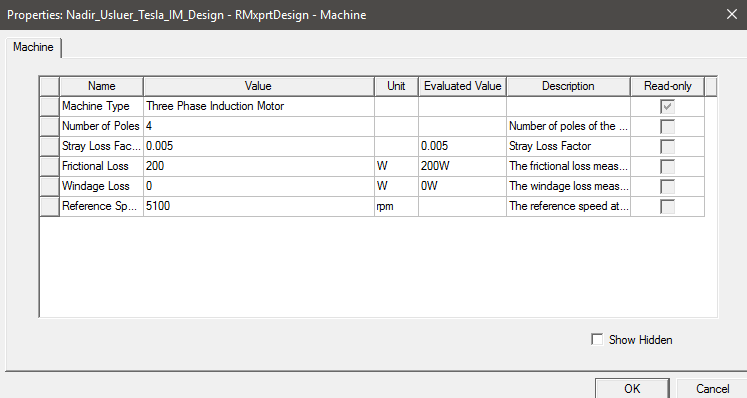 Properties: Nadir_Usluer_Tesla_IM_Design - RMxprtDesign - Machine
Machine
Name Value Unit Evaluated Value Description Read-only
Machine Type Three Phase Induction Motor
Number of Poles 4 Number of poles of the ...
Stray Loss Fac... 0.005 0.005 Stray Loss Factor
Frictional Loss 200 W 200W The frictional loss meas...
Windage Loss 0 W 0W The windage loss meas...
Reference Sp... 5100 rpm The reference speed at...
Show Hidden
OK Cancel